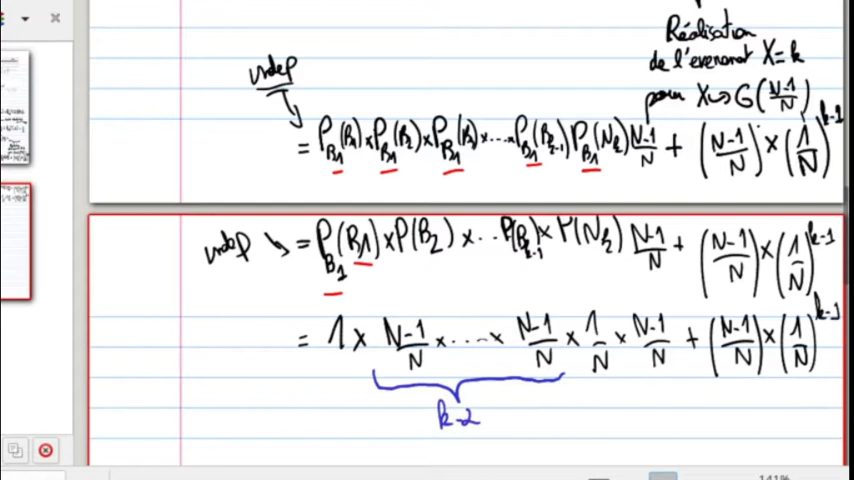 Réalisation
de l'evenement X=k
pour X↪G(N-1/N)
indep
= P_{B1}(B1)×P_{B1}(B2)×P_{B1}(B3)×...P_{B1}(B_{k-1})P_{B1}(N_k) N-1/N + (N-1/N)×(1/N)^{k-1}
indep ↘ = P_{B1}(B1)×P(B2)×...P(B_{k-1})×P(N_k) N-1/N + (N-1/N)×(1/N)^{k-1}
= 1× N-1/N ×...× N-1/N × 1/N × N-1/N + (N-1/N)×(1/N)^{k-1}
k-2
141%